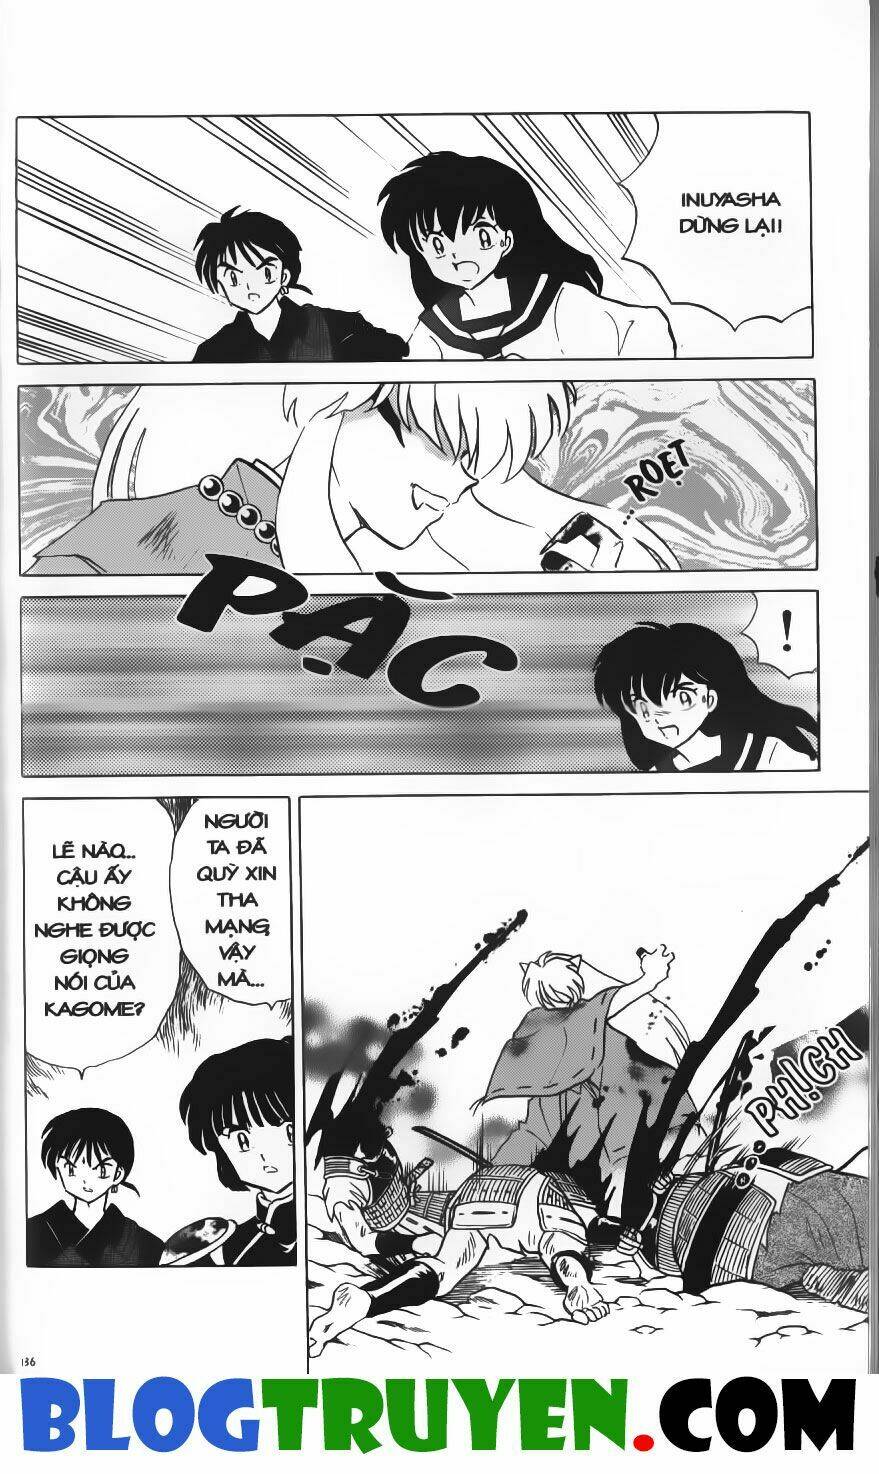 INUYASHA
DỪNG LẠI!
...ROẸT
PẶC
!
NGƯỜI
TA ĐÃ
QUỲ XIN
THA
MẠNG,
VẬY
MÀ...
LẼ NÀO...
CẬU ẤY
KHÔNG
NGHE ĐƯỢC
GIỌNG
NÓI CỦA
KAGOME?
...PHỊCH
136
BLOGTRUYEN.COM